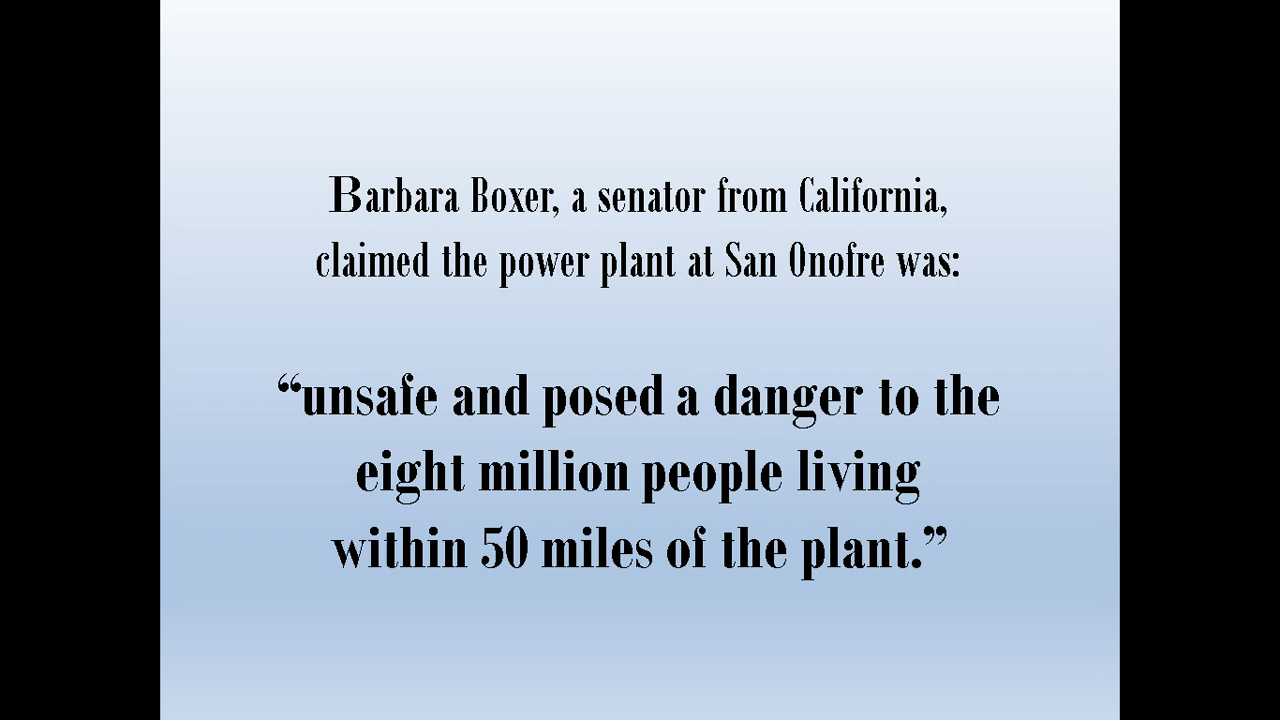 Barbara Boxer, a senator from California,
claimed the power plant at San Onofre was:
“unsafe and posed a danger to the
eight million people living
within 50 miles of the plant.”